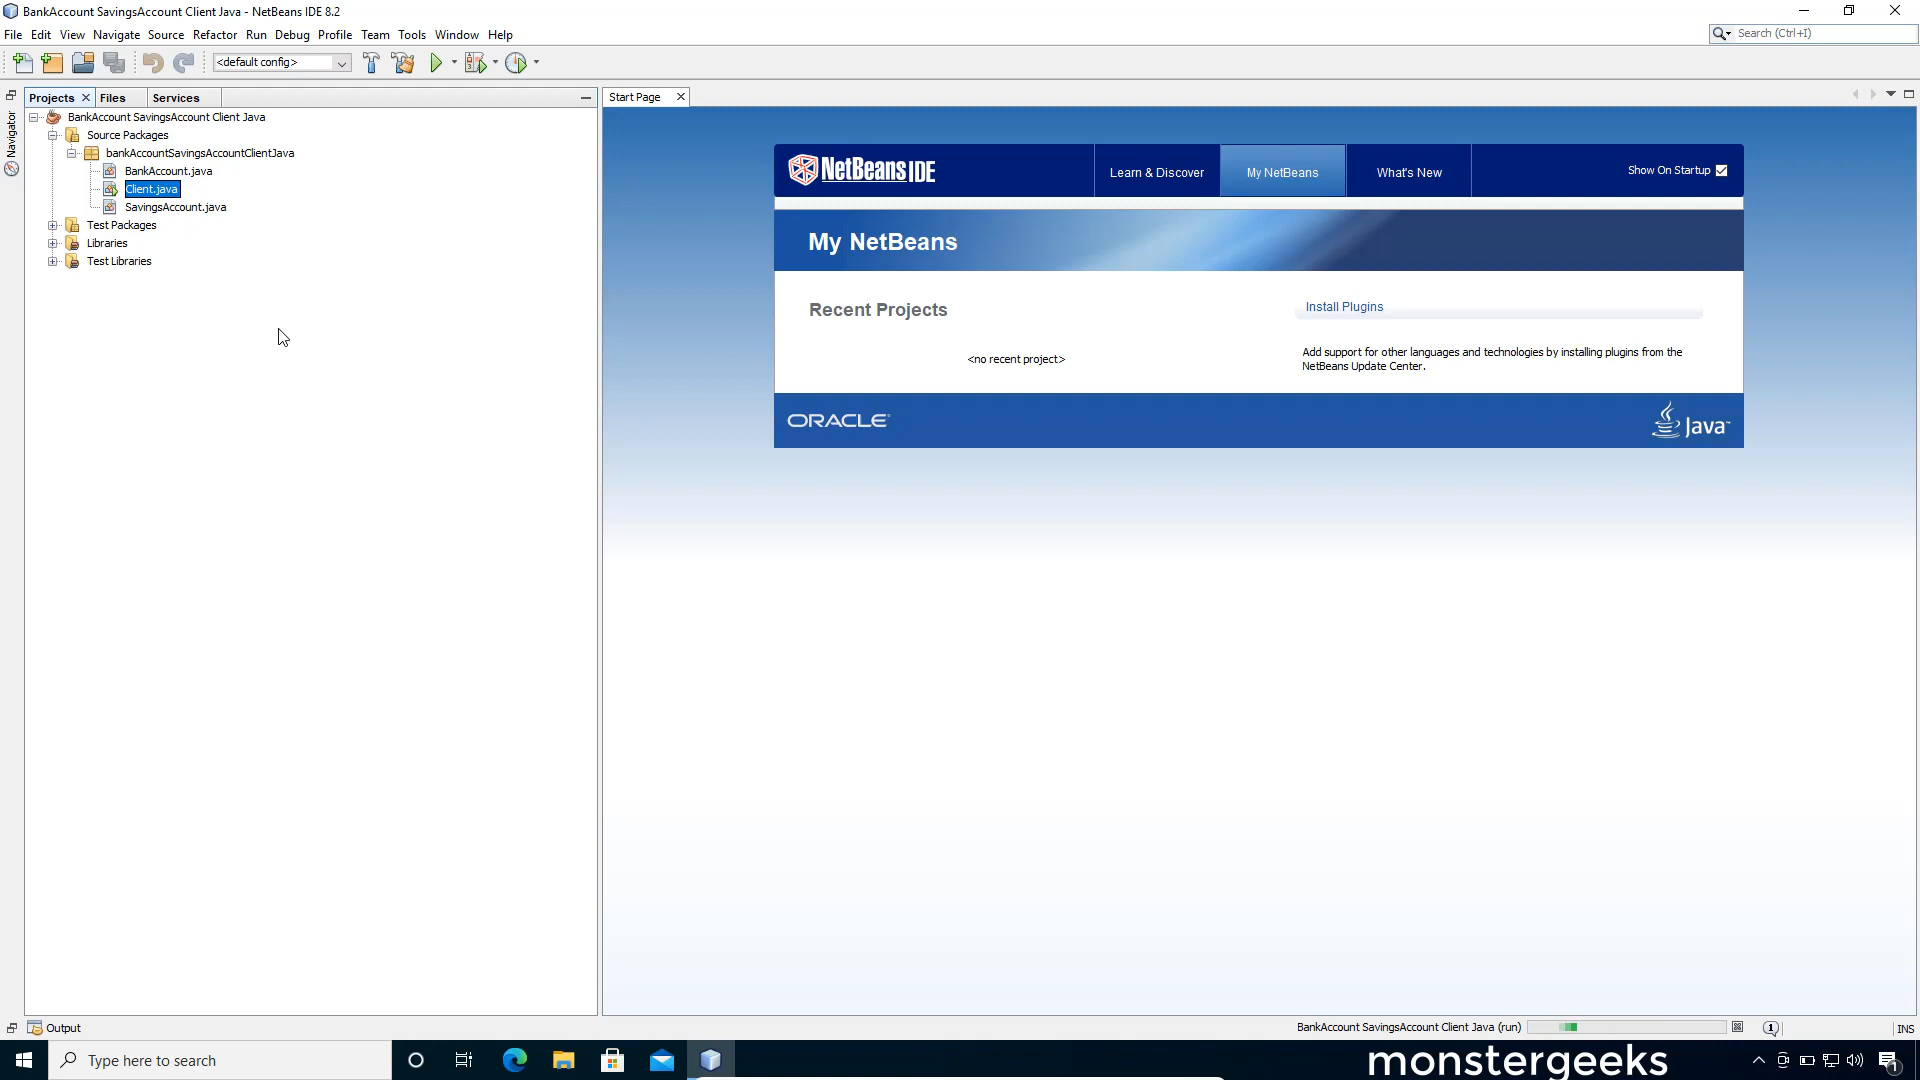 BankAccount SavingsAccount Client Java - NetBeans IDE 8.2
File Edit View Navigate Source Refactor Run Debug Profile Team Tools Window Help
Search (Ctrl+I)
<default config>
Projects Files Services
Start Page
Navigator
BankAccount SavingsAccount Client Java
Source Packages
bankAccountSavingsAccountClientJava
BankAccount.java
Client.java
SavingsAccount.java
Test Packages
Libraries
Test Libraries
NetBeans IDE
Learn & Discover
My NetBeans
What's New
Show On Startup
My NetBeans
Recent Projects
<no recent project>
Install Plugins
Add support for other languages and technologies by installing plugins from the
NetBeans Update Center.
ORACLE
Java
Output
BankAccount SavingsAccount Client Java (run)
1
INS
Type here to search
monstergeeks
1